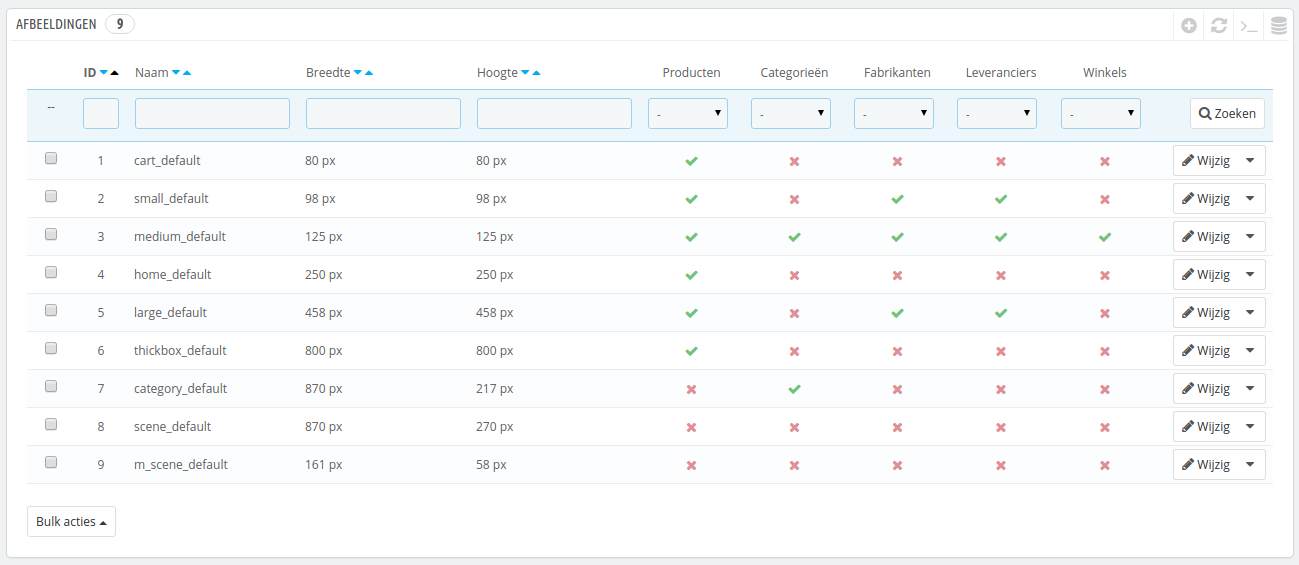 AFBEELDINGEN 9
ID Naam Breedte Hoogte Producten Categorieën Fabrikanten Leveranciers Winkels
-- - - - - - Zoeken
1 cart_default 80 px 80 px Wijzig
2 small_default 98 px 98 px Wijzig
3 medium_default 125 px 125 px Wijzig
4 home_default 250 px 250 px Wijzig
5 large_default 458 px 458 px Wijzig
6 thickbox_default 800 px 800 px Wijzig
7 category_default 870 px 217 px Wijzig
8 scene_default 870 px 270 px Wijzig
9 m_scene_default 161 px 58 px Wijzig
Bulk acties